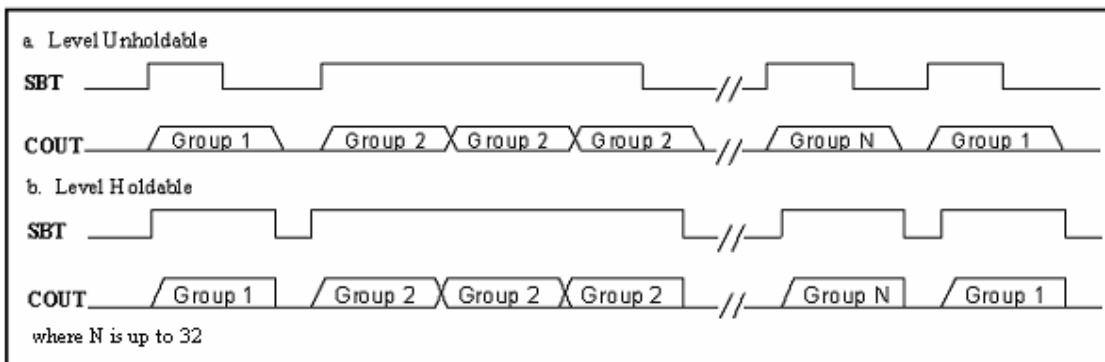 a. Level Unholdable
SBT
COUT Group 1 Group 2 Group 2 Group 2 Group N Group 1
b. Level Holdable
SBT
COUT Group 1 Group 2 Group 2 Group 2 Group N Group 1
where N is up to 32